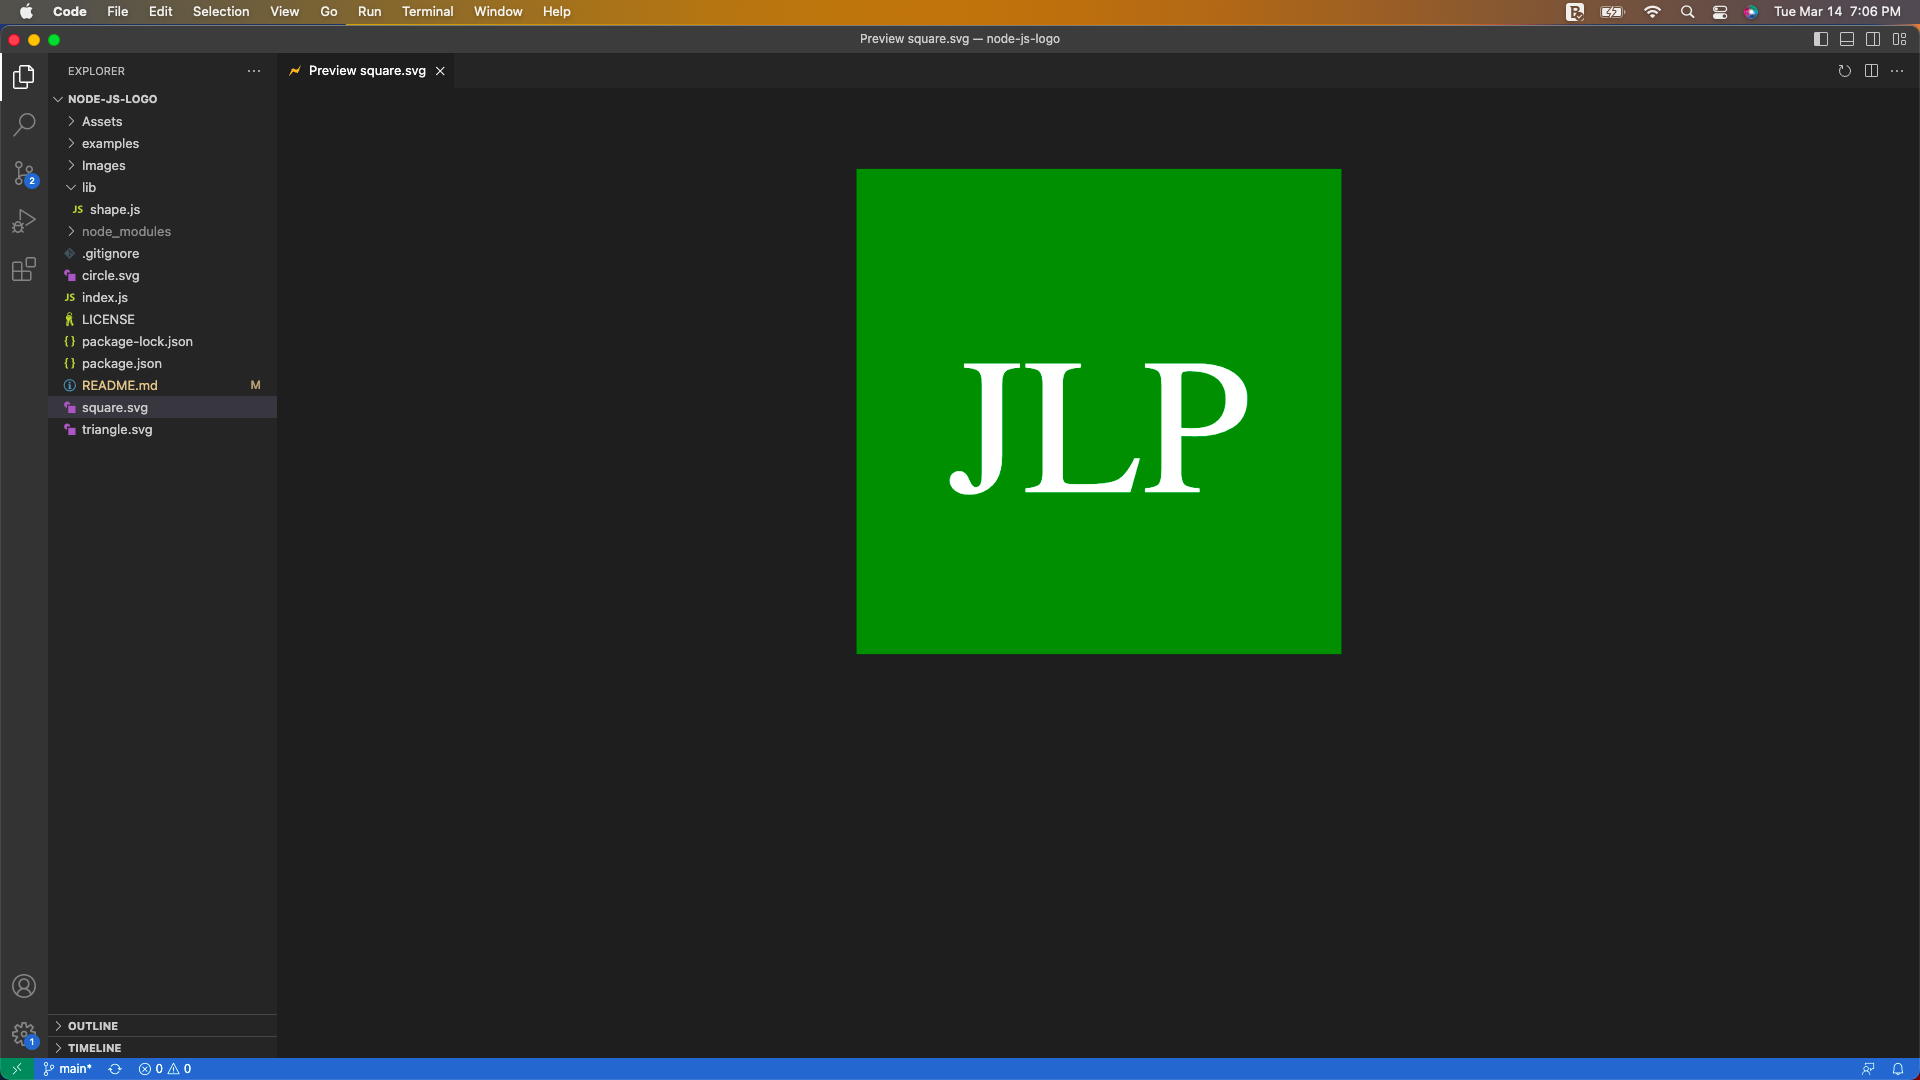 Code File Edit Selection View Go Run Terminal Window Help Tue Mar 14 7:06 PM
Preview square.svg — node-js-logo
EXPLORER
Preview square.svg
NODE-JS-LOGO
Assets
examples
Images
lib
JS shape.js
node_modules
.gitignore
circle.svg
JS index.js
LICENSE
{} package-lock.json
{} package.json
README.md M
square.svg
triangle.svg
2
JLP
OUTLINE
1
TIMELINE
main* 0 0